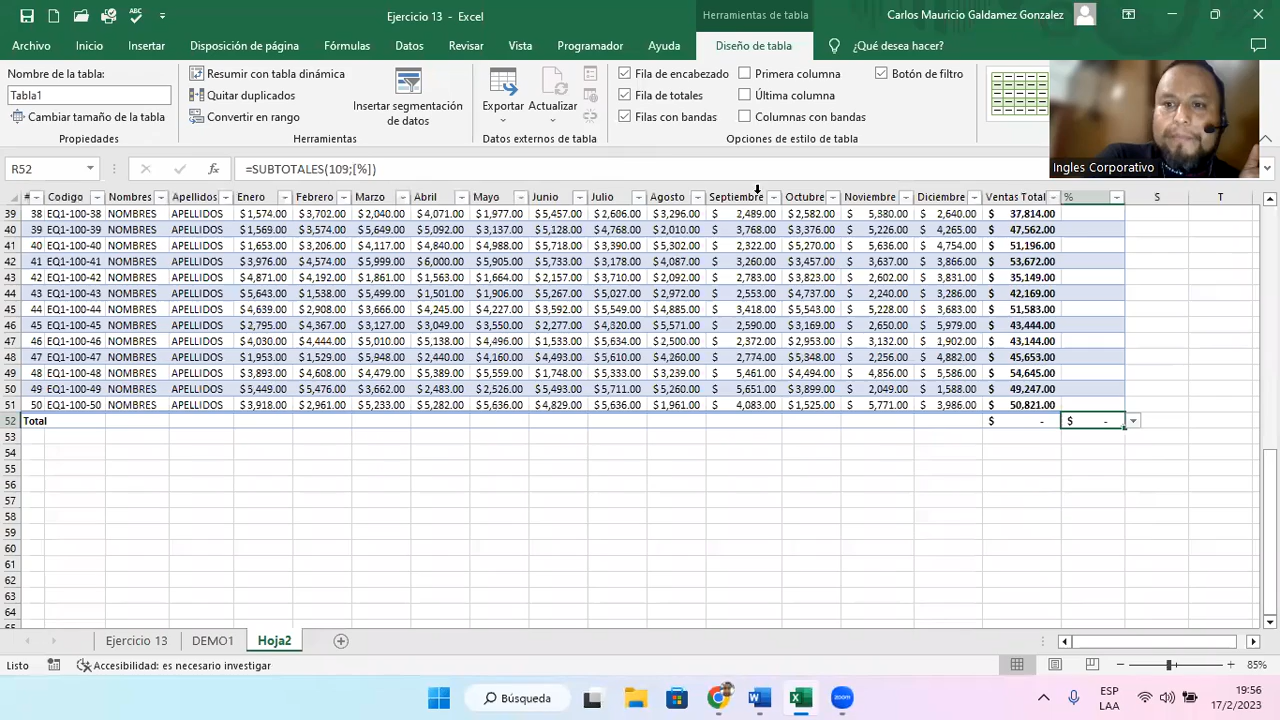 Ejercicio 13 - Excel
Herramientas de tabla
Carlos Mauricio Galdamez Gonzalez
Archivo Inicio Insertar Disposición de página Fórmulas Datos Revisar Vista Programador Ayuda Diseño de tabla ¿Qué desea hacer?
Nombre de la tabla:
Tabla1
Cambiar tamaño de la tabla
Propiedades
Resumir con tabla dinámica
Quitar duplicados
Convertir en rango
Insertar segmentación de datos
Herramientas
Exportar Actualizar
Datos externos de tabla
Fila de encabezado Primera columna Botón de filtro
Fila de totales Última columna
Filas con bandas Columnas con bandas
Opciones de estilo de tabla
Ingles Corporativo
R52 fx =SUBTOTALES(109;[%])
# Codigo Nombres Apellidos Enero Febrero Marzo Abril Mayo Junio Julio Agosto Septiembre Octubre Noviembre Diciembre Ventas Total % S T
39 38 EQ1-100-38 NOMBRES APELLIDOS $ 1,574.00 $ 3,702.00 $ 2,040.00 $ 4,071.00 $ 1,977.00 $ 5,457.00 $ 2,606.00 $ 3,296.00 $ 2,489.00 $ 2,582.00 $ 5,380.00 $ 2,640.00 $ 37,814.00
40 39 EQ1-100-39 NOMBRES APELLIDOS $ 1,569.00 $ 3,574.00 $ 5,649.00 $ 5,092.00 $ 3,137.00 $ 5,128.00 $ 4,768.00 $ 2,010.00 $ 3,768.00 $ 3,376.00 $ 5,226.00 $ 4,265.00 $ 47,562.00
41 40 EQ1-100-40 NOMBRES APELLIDOS $ 1,653.00 $ 3,206.00 $ 4,117.00 $ 4,840.00 $ 4,988.00 $ 5,718.00 $ 3,390.00 $ 5,302.00 $ 2,322.00 $ 5,270.00 $ 5,636.00 $ 4,754.00 $ 51,196.00
42 41 EQ1-100-41 NOMBRES APELLIDOS $ 3,976.00 $ 4,574.00 $ 5,999.00 $ 6,000.00 $ 5,905.00 $ 5,733.00 $ 3,178.00 $ 4,087.00 $ 3,260.00 $ 3,457.00 $ 3,637.00 $ 3,866.00 $ 53,672.00
43 42 EQ1-100-42 NOMBRES APELLIDOS $ 4,871.00 $ 4,192.00 $ 1,861.00 $ 1,563.00 $ 1,664.00 $ 2,157.00 $ 3,710.00 $ 2,092.00 $ 2,783.00 $ 3,823.00 $ 2,602.00 $ 3,831.00 $ 35,149.00
44 43 EQ1-100-43 NOMBRES APELLIDOS $ 5,643.00 $ 1,538.00 $ 5,499.00 $ 1,501.00 $ 1,906.00 $ 5,267.00 $ 5,027.00 $ 2,972.00 $ 2,553.00 $ 4,737.00 $ 2,240.00 $ 3,286.00 $ 42,169.00
45 44 EQ1-100-44 NOMBRES APELLIDOS $ 4,639.00 $ 2,908.00 $ 3,666.00 $ 4,245.00 $ 4,227.00 $ 3,592.00 $ 5,549.00 $ 4,885.00 $ 3,418.00 $ 5,543.00 $ 5,228.00 $ 3,683.00 $ 51,583.00
46 45 EQ1-100-45 NOMBRES APELLIDOS $ 2,795.00 $ 4,367.00 $ 3,127.00 $ 3,049.00 $ 3,550.00 $ 2,277.00 $ 4,320.00 $ 5,571.00 $ 2,590.00 $ 3,169.00 $ 2,650.00 $ 5,979.00 $ 43,444.00
47 46 EQ1-100-46 NOMBRES APELLIDOS $ 4,030.00 $ 4,444.00 $ 5,010.00 $ 5,138.00 $ 4,496.00 $ 1,533.00 $ 5,634.00 $ 2,500.00 $ 2,372.00 $ 2,953.00 $ 3,132.00 $ 1,902.00 $ 43,144.00
48 47 EQ1-100-47 NOMBRES APELLIDOS $ 1,953.00 $ 1,529.00 $ 5,948.00 $ 2,440.00 $ 4,160.00 $ 4,493.00 $ 5,610.00 $ 4,260.00 $ 2,774.00 $ 5,348.00 $ 2,256.00 $ 4,882.00 $ 45,653.00
49 48 EQ1-100-48 NOMBRES APELLIDOS $ 3,893.00 $ 4,608.00 $ 4,479.00 $ 5,389.00 $ 5,559.00 $ 1,748.00 $ 5,333.00 $ 3,239.00 $ 5,461.00 $ 4,494.00 $ 4,856.00 $ 5,586.00 $ 54,645.00
50 49 EQ1-100-49 NOMBRES APELLIDOS $ 5,449.00 $ 5,476.00 $ 3,662.00 $ 2,483.00 $ 2,526.00 $ 5,493.00 $ 5,711.00 $ 5,260.00 $ 5,651.00 $ 3,899.00 $ 2,049.00 $ 1,588.00 $ 49,247.00
51 50 EQ1-100-50 NOMBRES APELLIDOS $ 3,918.00 $ 2,961.00 $ 5,233.00 $ 5,282.00 $ 5,636.00 $ 4,829.00 $ 5,636.00 $ 1,961.00 $ 4,083.00 $ 1,525.00 $ 5,771.00 $ 3,986.00 $ 50,821.00
52 Total $ - $ -
53
54
55
56
57
58
59
60
61
62
63
64
Ejercicio 13 DEMO1 Hoja2
Listo Accesibilidad: es necesario investigar 85%
Búsqueda
ESP
LAA
19:56
17/2/2023